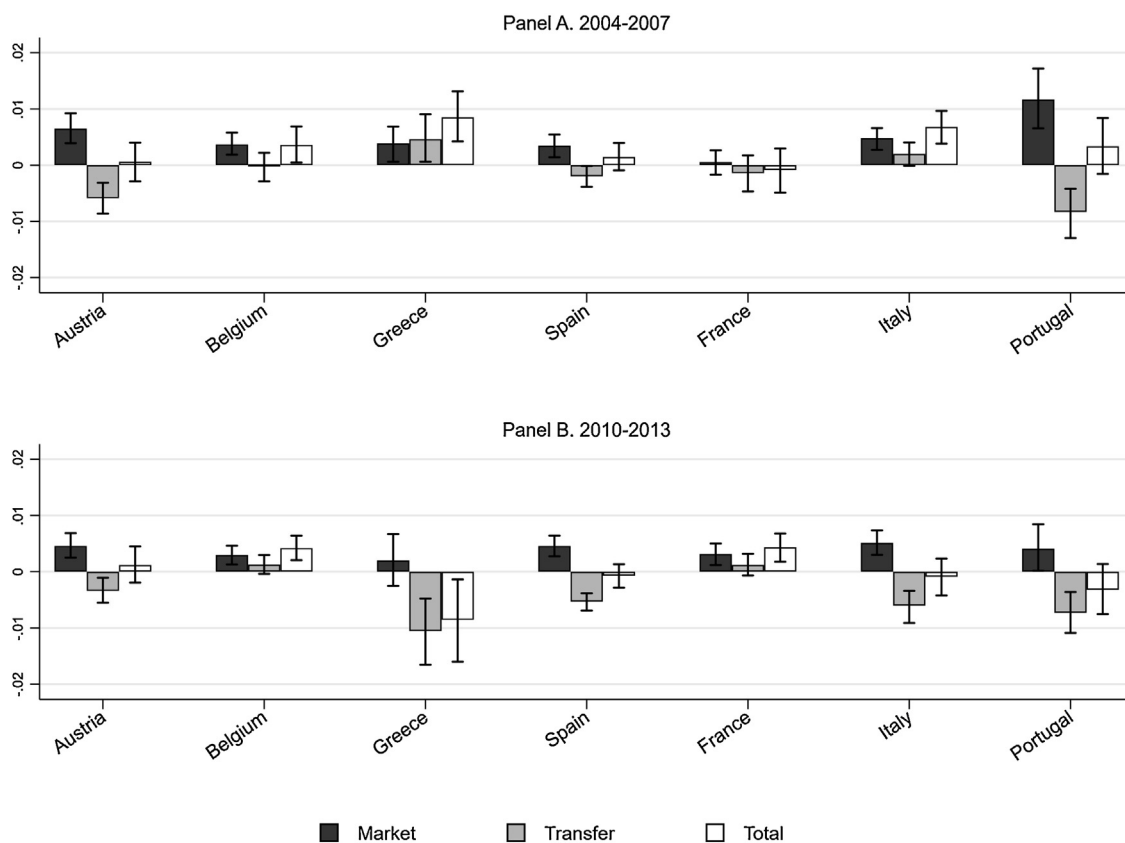 Panel A. 2004-2007
.02
.01
0
-.01
-.02
Austria Belgium Greece Spain France Italy Portugal
Panel B. 2010-2013
.02
.01
0
-.01
-.02
Austria Belgium Greece Spain France Italy Portugal
Market Transfer Total